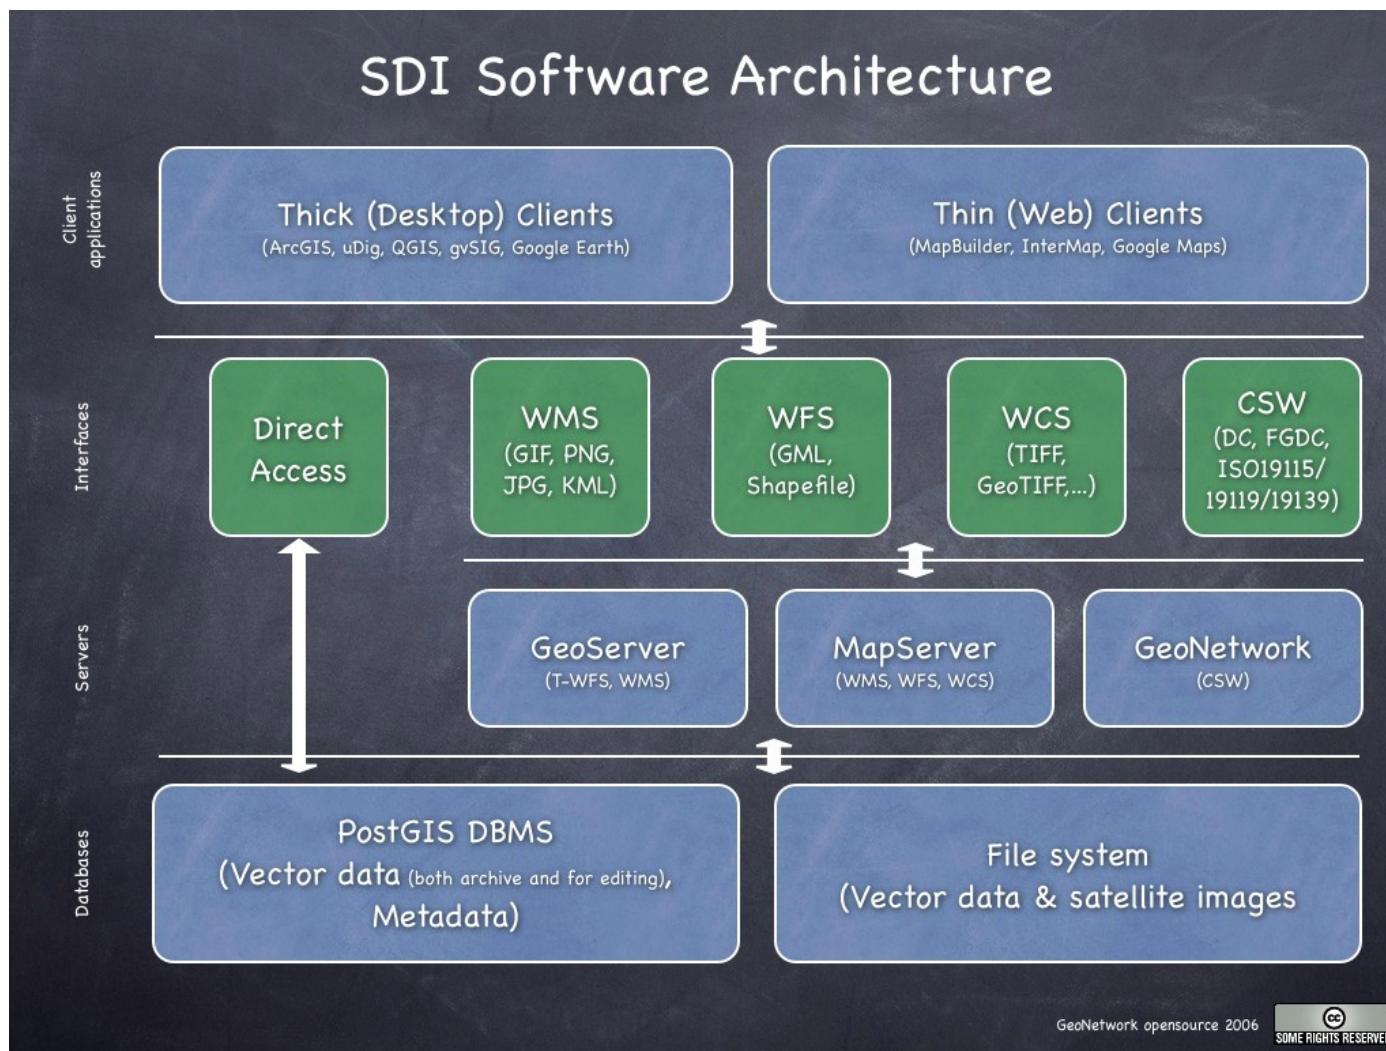 SDI Software Architecture
Client
applications
Thick (Desktop) Clients
(ArcGIS, uDig, QGIS, gvSIG, Google Earth)
Thin (Web) Clients
(MapBuilder, InterMap, Google Maps)
Interfaces
Direct
Access
WMS
(GIF, PNG,
JPG, KML)
WFS
(GML,
Shapefile)
WCS
(TIFF,
GeoTIFF,...)
CSW
(DC, FGDC,
ISO19115/
19119/19139)
Servers
GeoServer
(T-WFS, WMS)
MapServer
(WMS, WFS, WCS)
GeoNetwork
(CSW)
Databases
PostGIS DBMS
(Vector data (both archive and for editing),
Metadata)
File system
(Vector data & satellite images
GeoNetwork opensource 2006
cc
SOME RIGHTS RESERVE